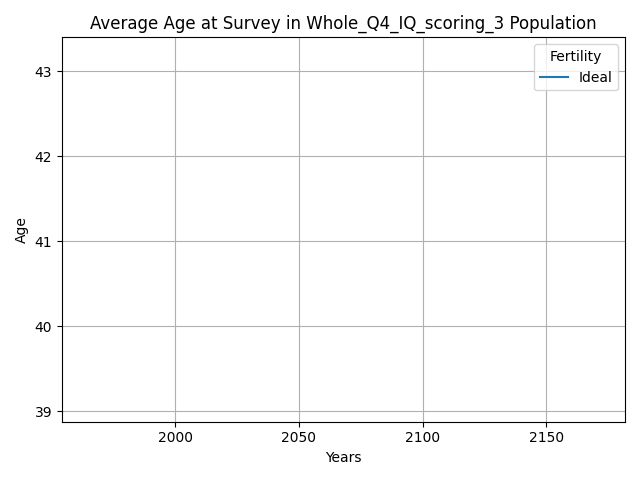 Average Age at Survey in Whole_Q4_IQ_scoring_3 Population
Fertility
Ideal
43
42
41
40
39
Age
2000 2050 2100 2150
Years